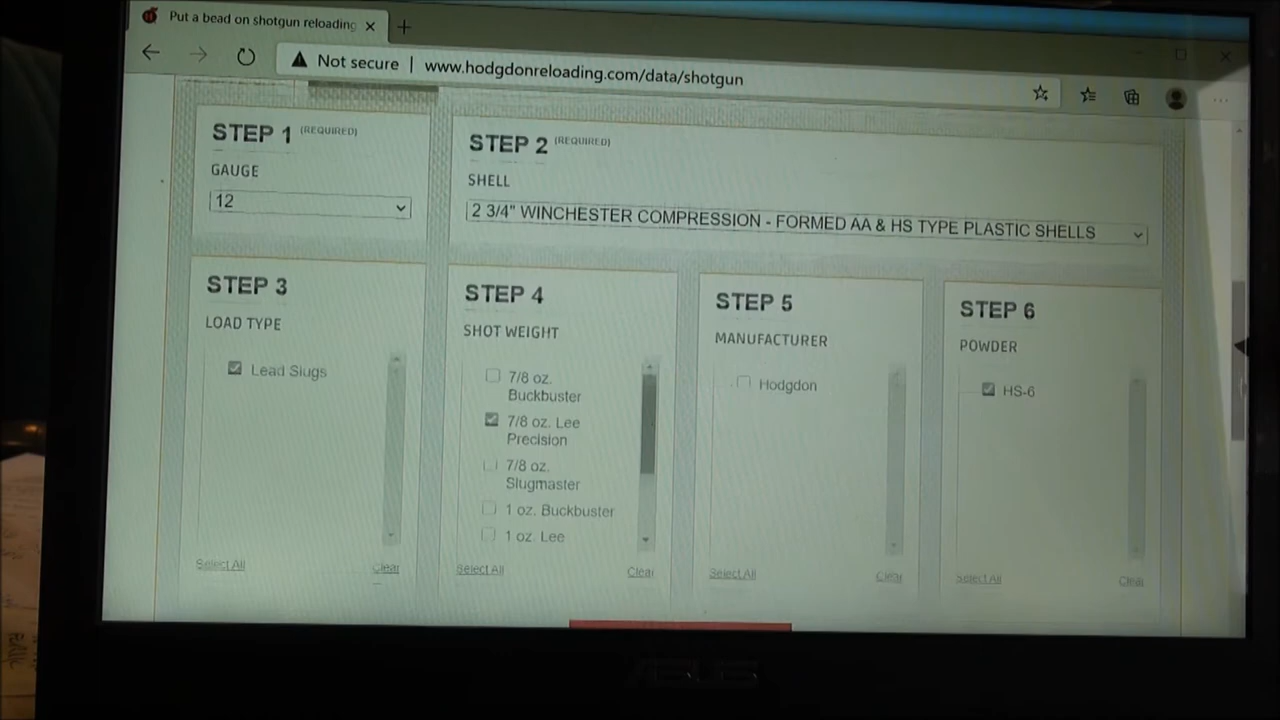 Put a bead on shotgun reloading
Not secure | www.hodgdonreloading.com/data/shotgun
STEP 1 (REQUIRED)
GAUGE
12
STEP 2 (REQUIRED)
SHELL
2 3/4" WINCHESTER COMPRESSION - FORMED AA & HS TYPE PLASTIC SHELLS
STEP 3
LOAD TYPE
Lead Slugs
Select All
Clear
STEP 4
SHOT WEIGHT
7/8 oz.
Buckbuster
7/8 oz. Lee
Precision
7/8 oz.
Slugmaster
1 oz. Buckbuster
1 oz. Lee
Select All
Clear
STEP 5
MANUFACTURER
Hodgdon
Select All
Clear
STEP 6
POWDER
HS-6
Select All
Clear
ASUS